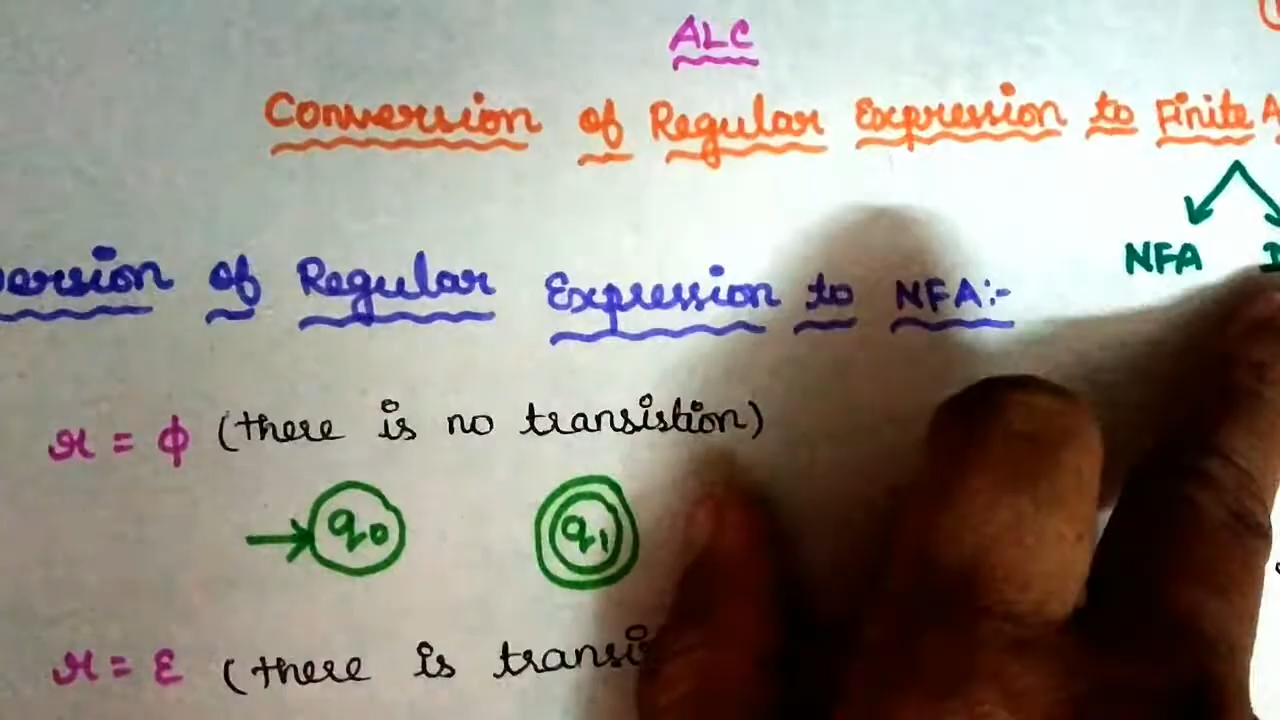 ALC
Conversion of Regular Expression to Finite
NFA
of Regular Expression to NFA:-
r = ϕ (there is no transistion)
q0 q1
r = ε (there is